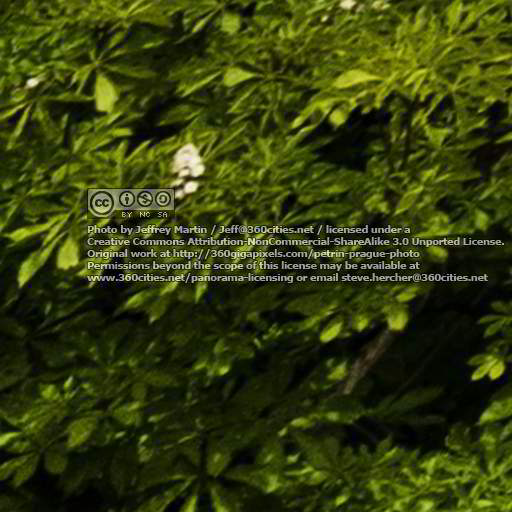 cc BY NC SA
Photo by Jeffrey Martin / Jeff@360cities.net / licensed under a
Creative Commons Attribution-NonCommercial-ShareAlike 3.0 Unported License.
Original work at http://360gigapixels.com/petrin-prague-photo
Permissions beyond the scope of this license may be available at
www.360cities.net/panorama-licensing or email steve.hercher@360cities.net